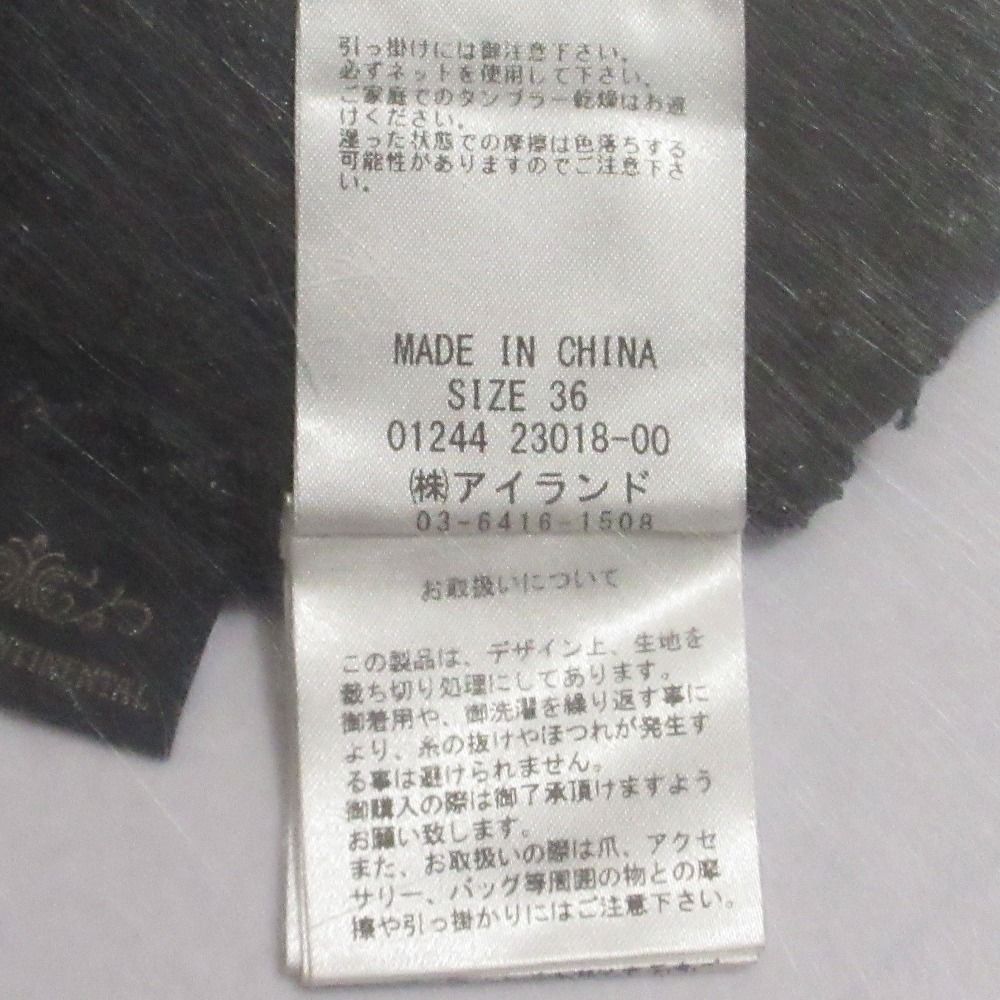 引っ掛けには御注意下さい。
必ずネットを使用して下さい。
ご家庭でのタンブラー乾燥はお避
けください。
湿った状態での摩擦は色落ちする
可能性がありますのでご注意下さ
い。
MADE IN CHINA
SIZE 36
01244 23018-00
㈱アイランド
03-6416-1508
お取扱いについて
この製品は、デザイン上、生地を
裁ち切り処理にしてあります。
御着用や、御洗濯を繰り返す事に
より、糸の抜けやほつれが発生す
る事は避けられません。
御購入の際は御了承頂けますよう
お願い致します。
また、お取扱いの際は爪、アクセ
サリー、バッグ等周囲の物との摩
擦や引っ掛かりにはご注意下さい。